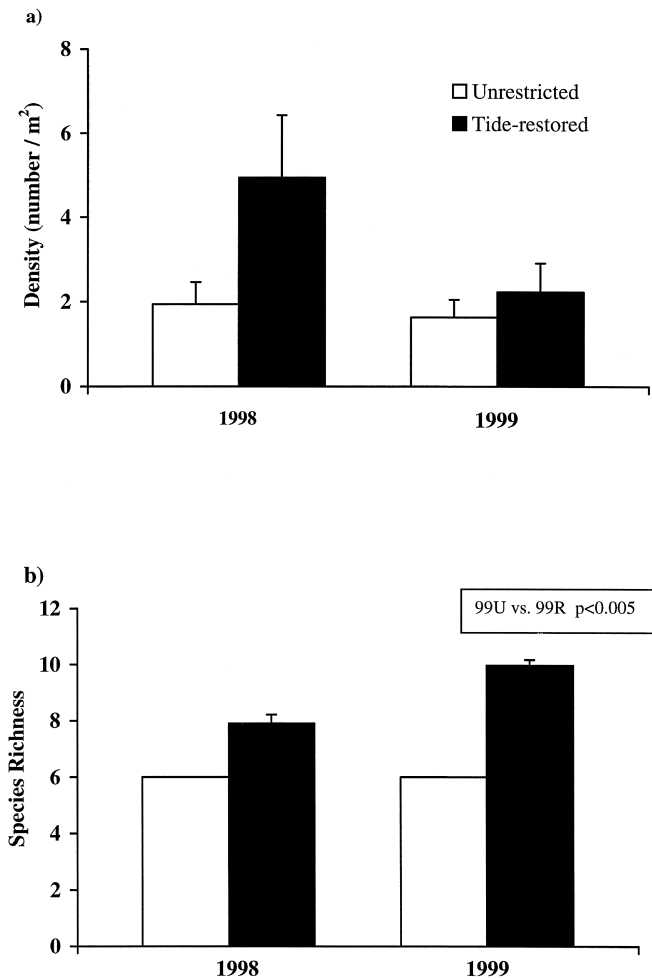 a)
8
6
4
2
0
Density (number / m²)
Unrestricted
Tide-restored
1998
1999
b)
99U vs. 99R p<0.005
12
10
8
6
4
2
0
Species Richness
1998
1999